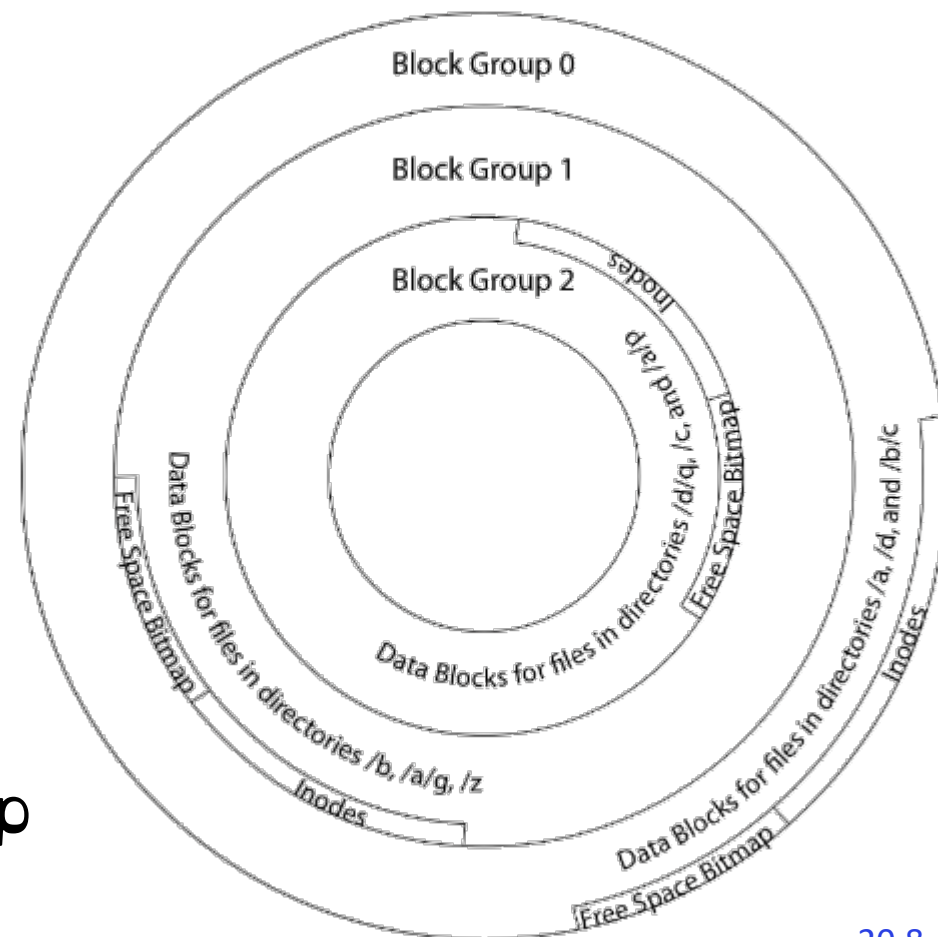 Block Group 0
Block Group 1
Block Group 2
Inodes
Free Space Bitmap
Data Blocks for files in directories /d/q, /c, and /a/p
Data Blocks for files in directories /b, /a/g, /z
Free Space Bitmap
Inodes
Data Blocks for files in directories /a, /d, and /b/c
Inodes
Free Space Bitmap
p